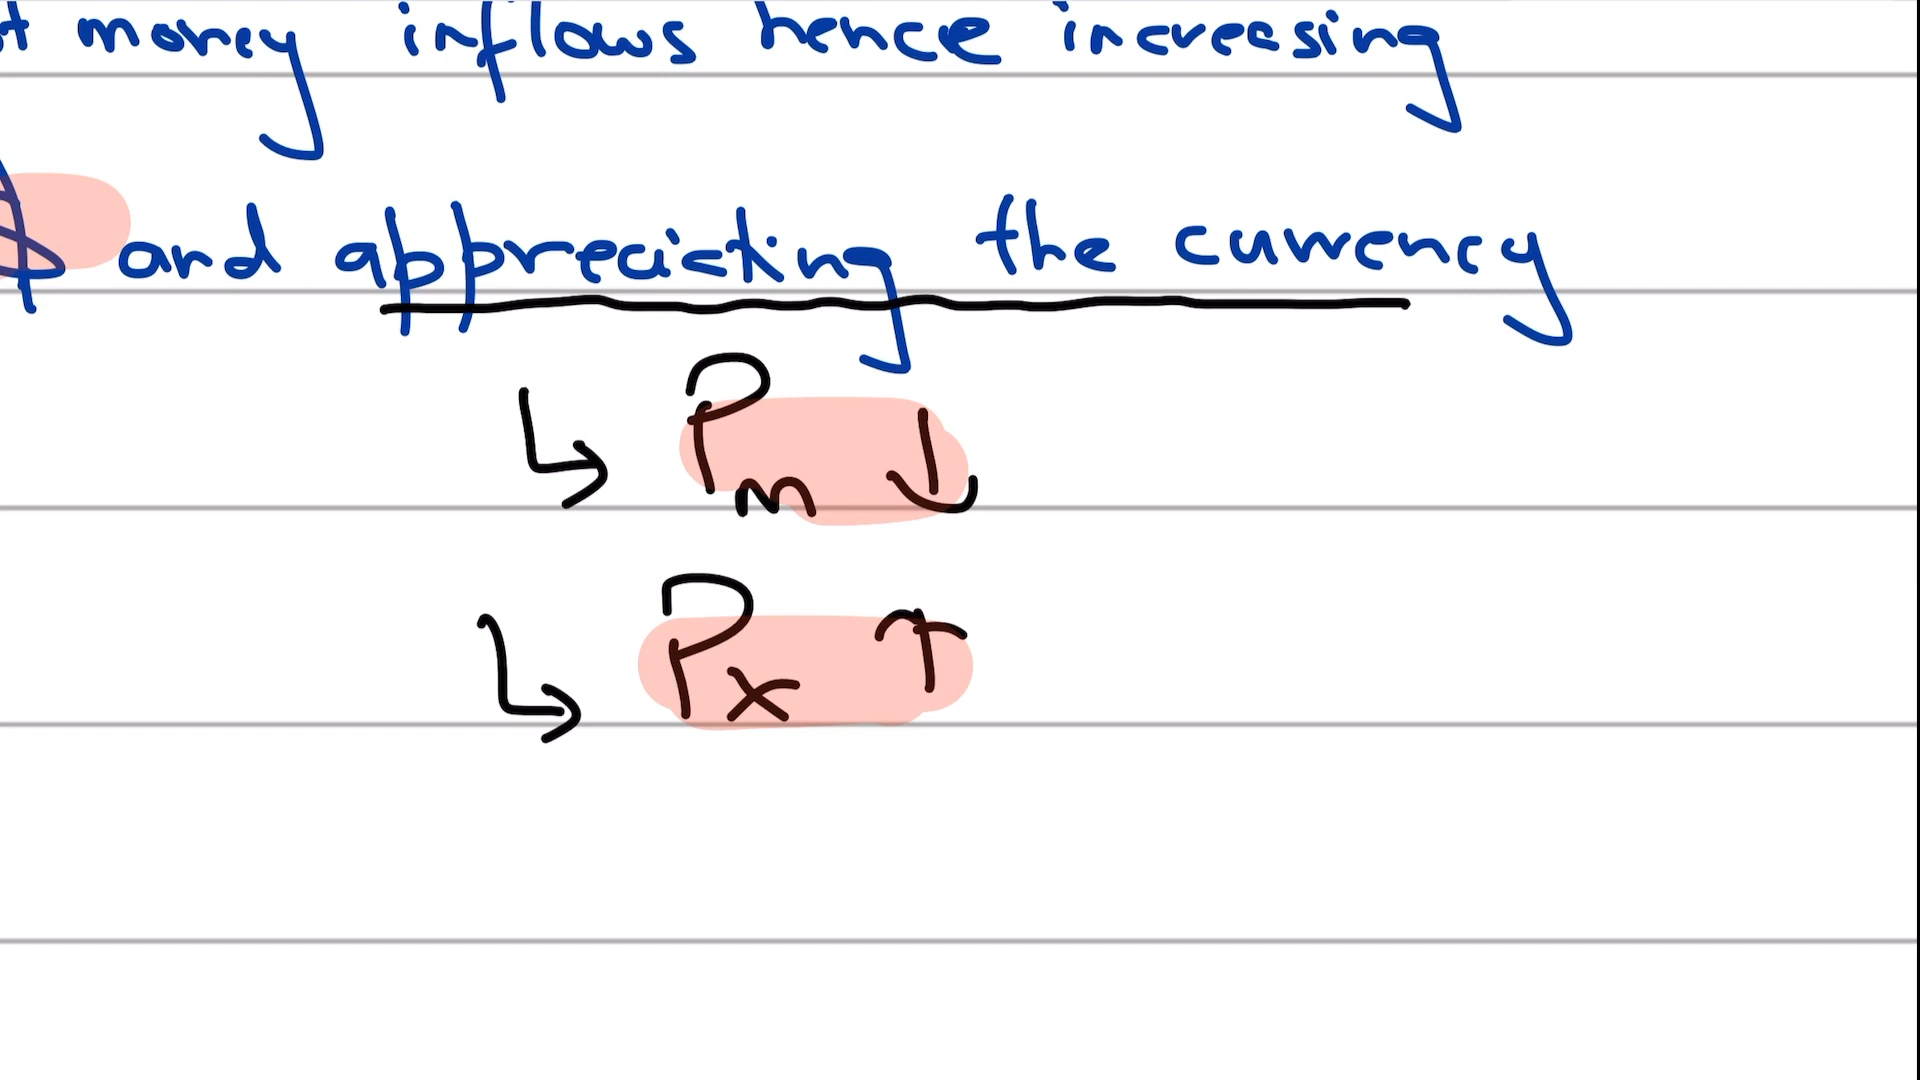 money inflows hence increasing
and appreciating the currency
↳ Pm ↓
↳ Px ↑